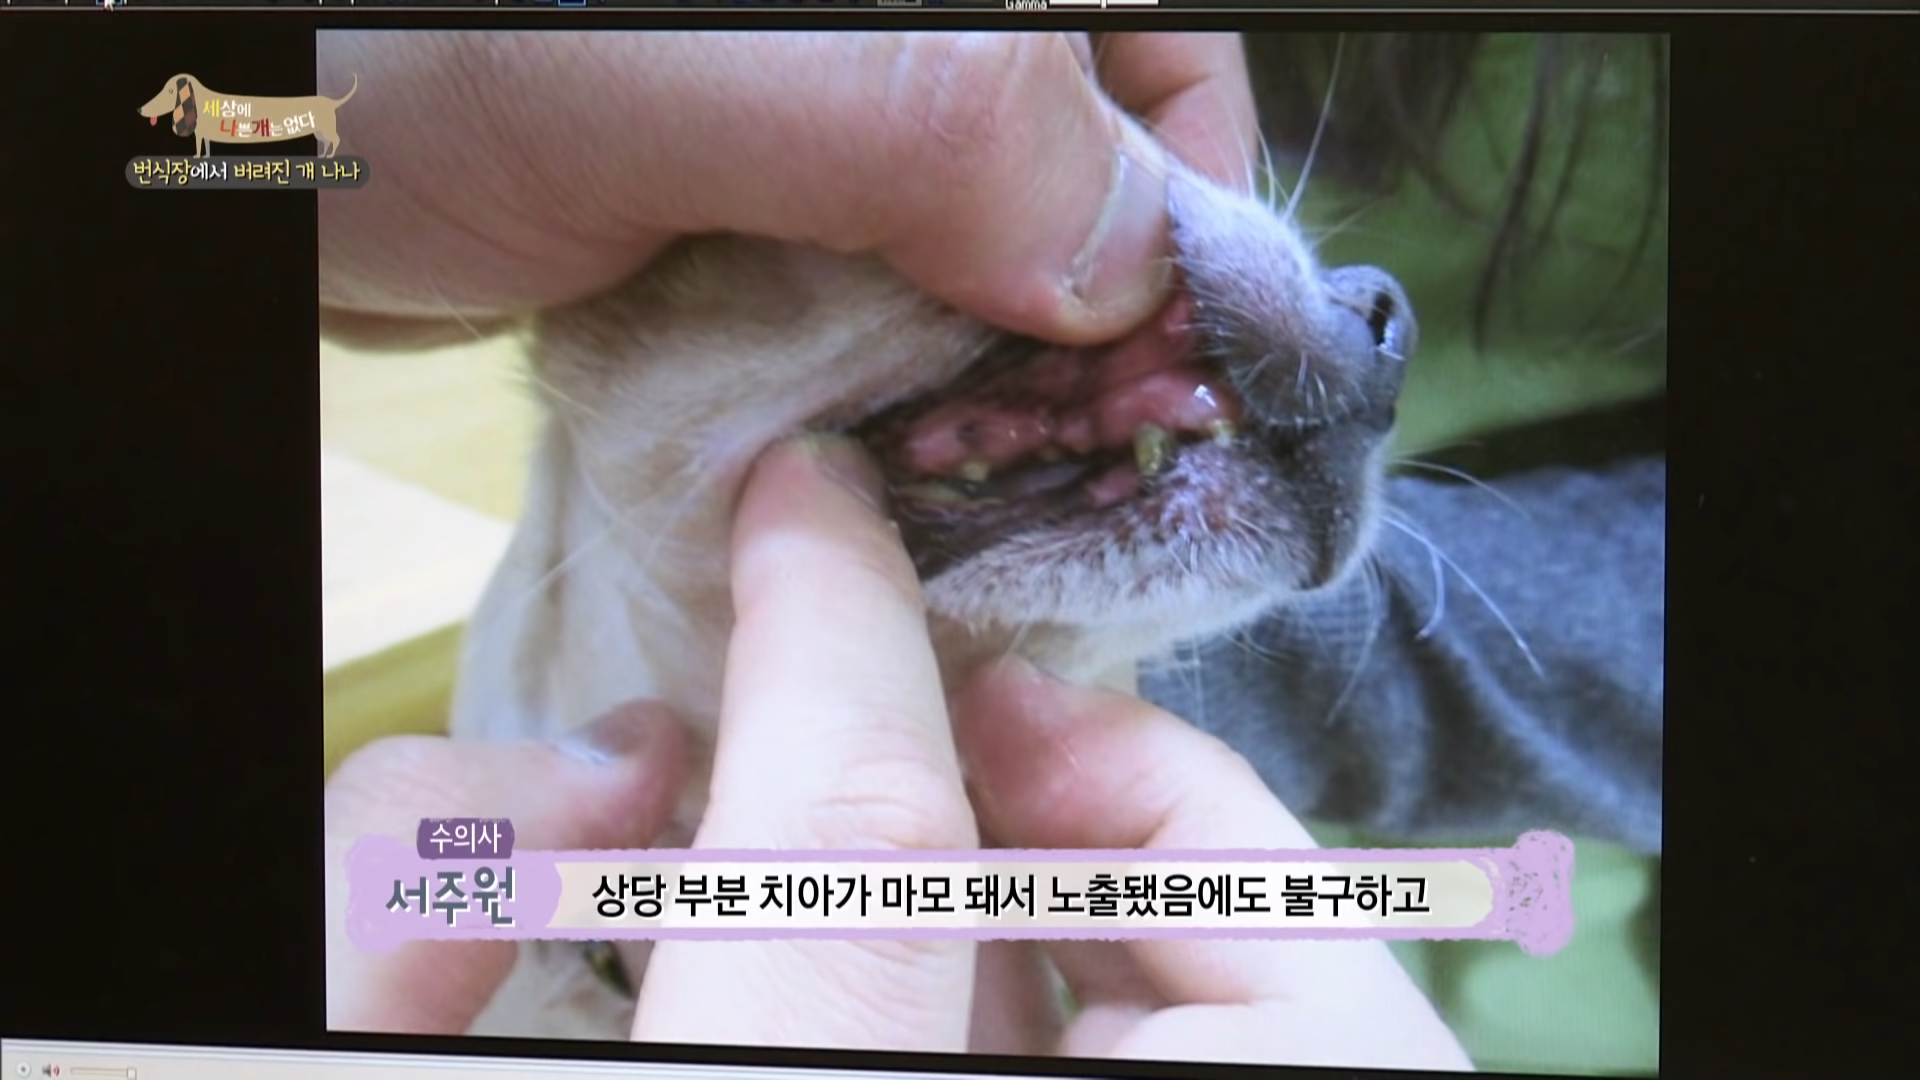 Gamma
세상에
나쁜개는없다
번식장에서 버려진 개 나나
수의사
서주원
상당 부분 치아가 마모 돼서 노출됐음에도 불구하고